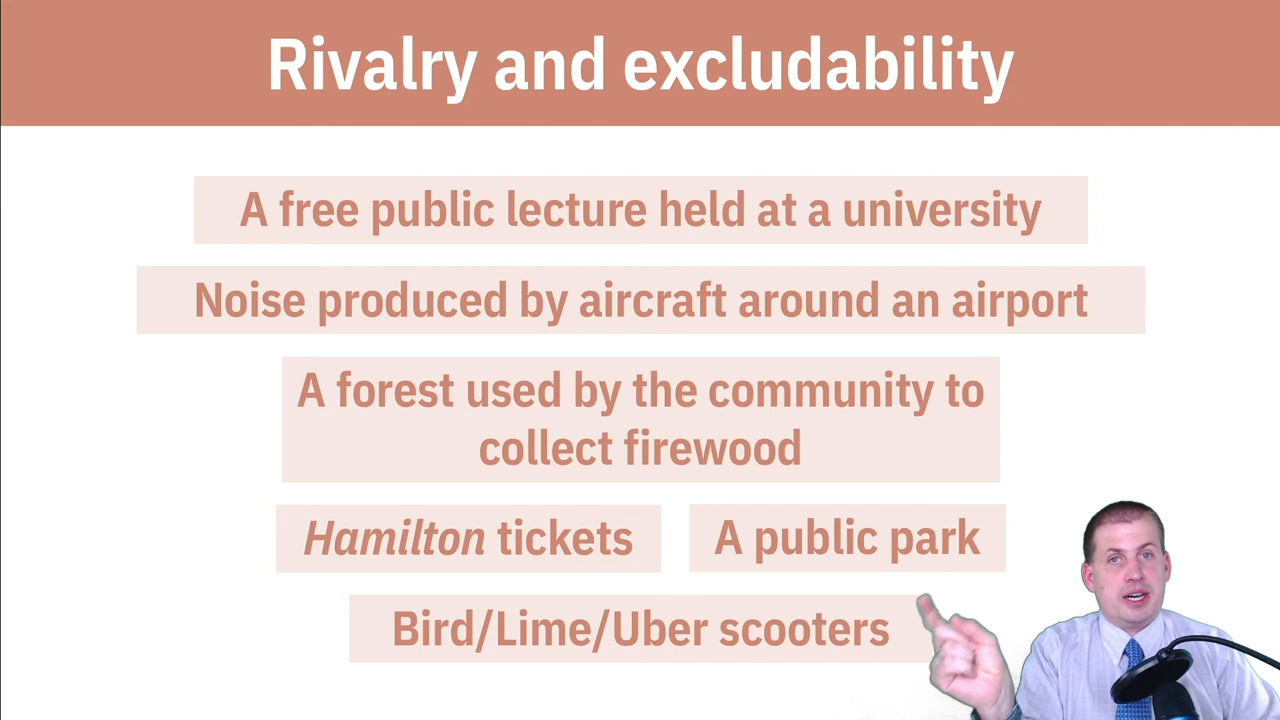 Rivalry and excludability
A free public lecture held at a university
Noise produced by aircraft around an airport
A forest used by the community to
collect firewood
Hamilton tickets
A public park
Bird/Lime/Uber scooters